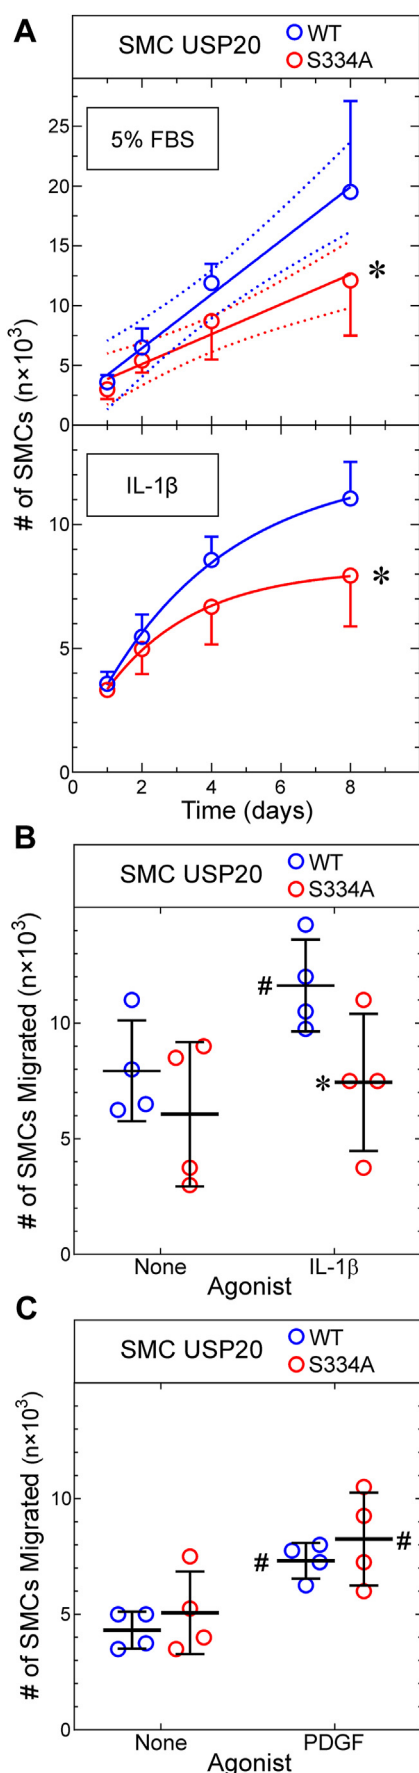 A
SMC USP20
WT
S334A
5% FBS
25
20
15
10
5
0
*
# of SMCs (n×10³)
IL-1β
10
5
0
*
0 2 4 6 8
Time (days)
B
SMC USP20
WT
S334A
# of SMCs Migrated (n×10³)
10
5
0
#
*
None IL-1β
Agonist
C
SMC USP20
WT
S334A
# of SMCs Migrated (n×10³)
10
5
0
#
#
None PDGF
Agonist